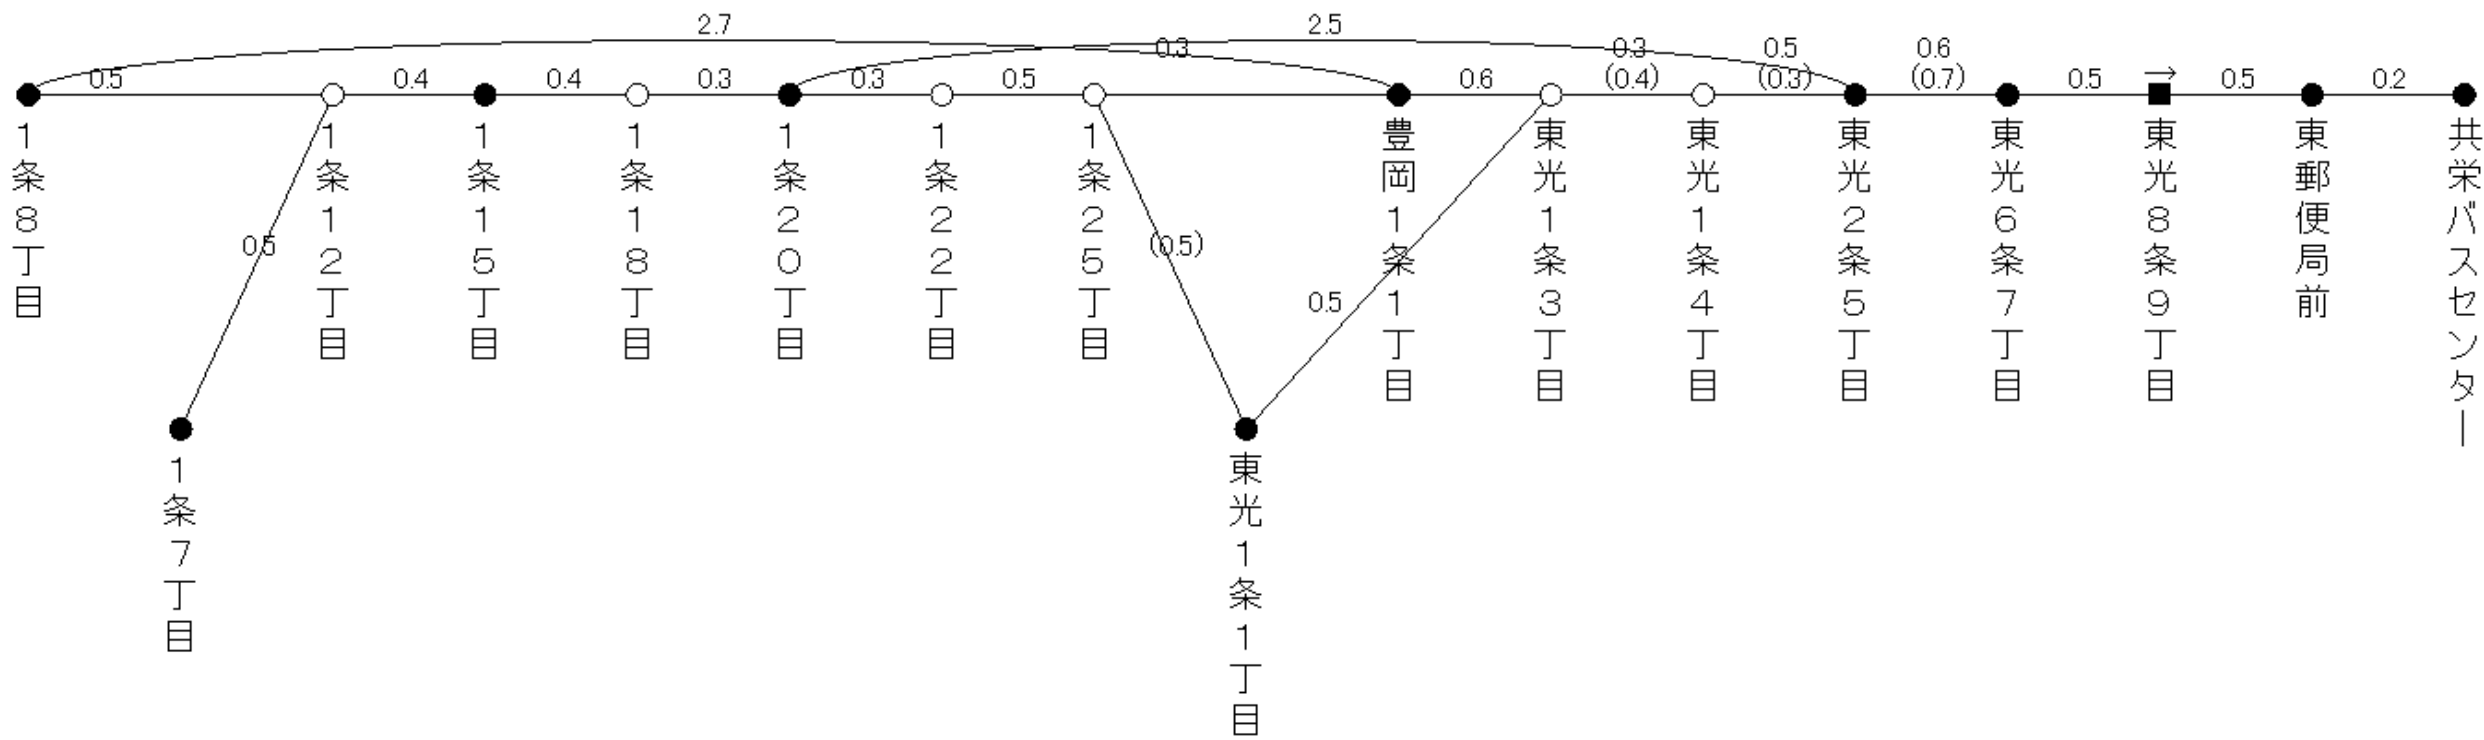 2.7
2.5
0.3
0.3
0.5
0.6
0.5
0.4
0.4
0.3
0.3
0.5
0.6
(0.4)
(0.3)
(0.7)
0.5
→
0.5
0.2
1条8丁目
1条12丁目
1条15丁目
1条18丁目
1条20丁目
1条22丁目
1条25丁目
豊岡1条1丁目
東光1条3丁目
東光1条4丁目
東光2条5丁目
東光6条7丁目
東光8条9丁目
東郵便局前
共栄バスセンター
0.5
(0.5)
0.5
1条7丁目
東光1条1丁目